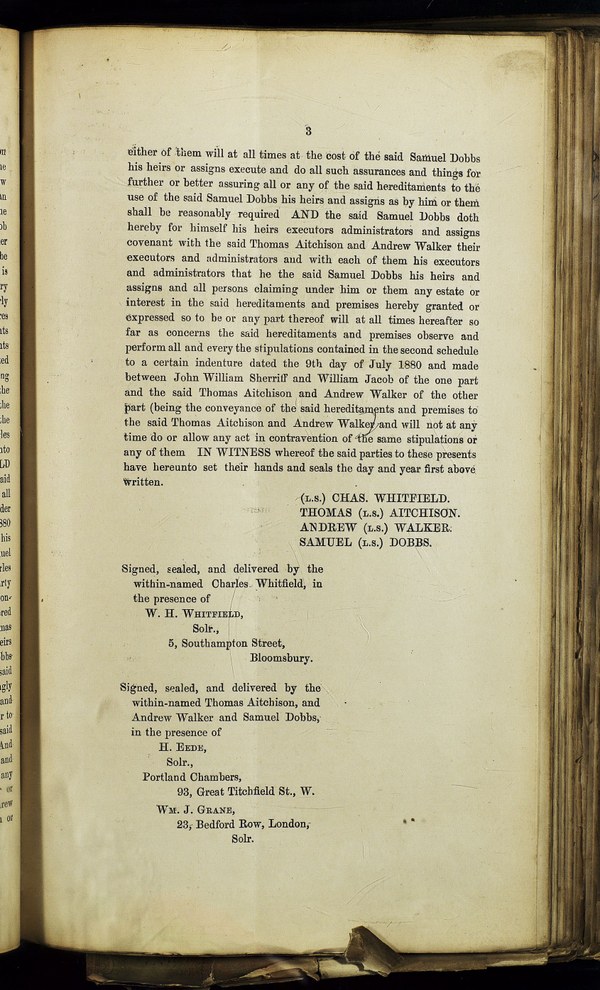 3
either of them will at all times at the cost of the said Samuel Dobbs
his heirs or assigns execute and do all such assurances and things for
further or better assuring all or any of the said hereditaments to the
use of the said Samuel Dobbs his heirs and assigns as by him or them
shall be reasonably required AND the said Samuel Dobbs doth
hereby for himself his heirs executors administrators and assigns
covenant with the said Thomas Aitchison and Andrew Walker their
executors and administrators and with each of them his executors
and administrators that he the said Samuel Dobbs his heirs and
assigns and all persons claiming under him or them any estate or
interest in the said hereditaments and premises hereby granted or
expressed so to be or any part thereof will at all times hereafter so
far as concerns the said hereditaments and premises observe and
perform all and every the stipulations contained in the second schedule
to a certain indenture dated the 9th day of July 1880 and made
between John William Sherriff and William Jacob of the one part
and the said Thomas Aitchison and Andrew Walker of the other
part (being the conveyance of the said hereditaments and premises to
the said Thomas Aitchison and Andrew Walker) and will not at any
time do or allow any act in contravention of the same stipulations or
any of them IN WITNESS whereof the said parties to these presents
have hereunto set their hands and seals the day and year first above
written.
(L.S.) CHAS. WHITFIELD.
THOMAS (L.S.) AITCHISON.
ANDREW (L.S.) WALKER.
SAMUEL (L.S.) DOBBS.
Signed, sealed, and delivered by the
within-named Charles Whitfield, in
the presence of
W. H. WHITFIELD,
Solr.,
5, Southampton Street,
Bloomsbury.
Signed, sealed, and delivered by the
within-named Thomas Aitchison, and
Andrew Walker and Samuel Dobbs,
in the presence of
H. EEDE,
Solr.,
Portland Chambers,
93, Great Titchfield St., W.
WM. J. GRANE,
23, Bedford Row, London,
Solr.